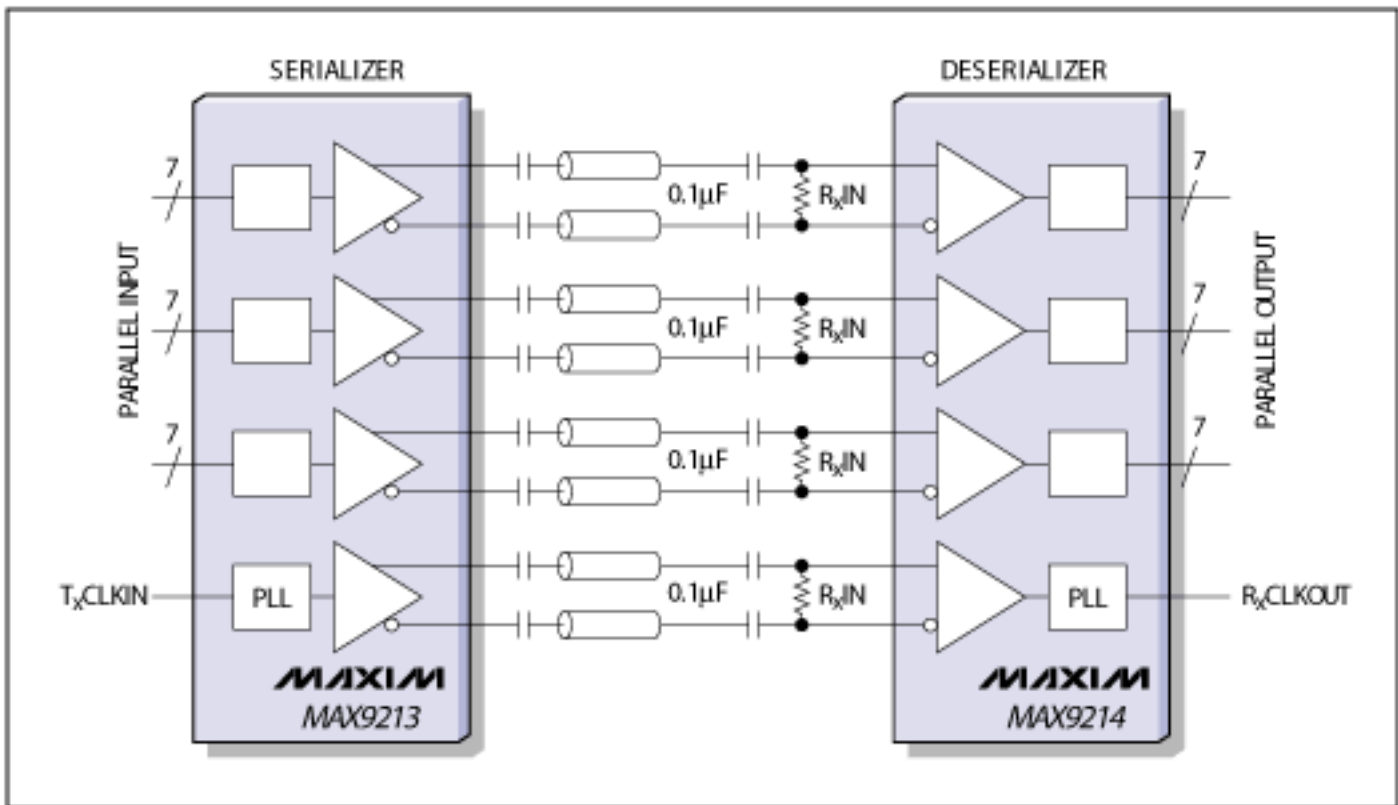 SERIALIZER
DESERIALIZER
PARALLEL INPUT
PARALLEL OUTPUT
7
0.1µF
RxIN
7
7
0.1µF
RxIN
7
7
0.1µF
RxIN
7
TxCLKIN
PLL
0.1µF
RxIN
PLL
RxCLKOUT
MAXIM
MAX9213
MAXIM
MAX9214